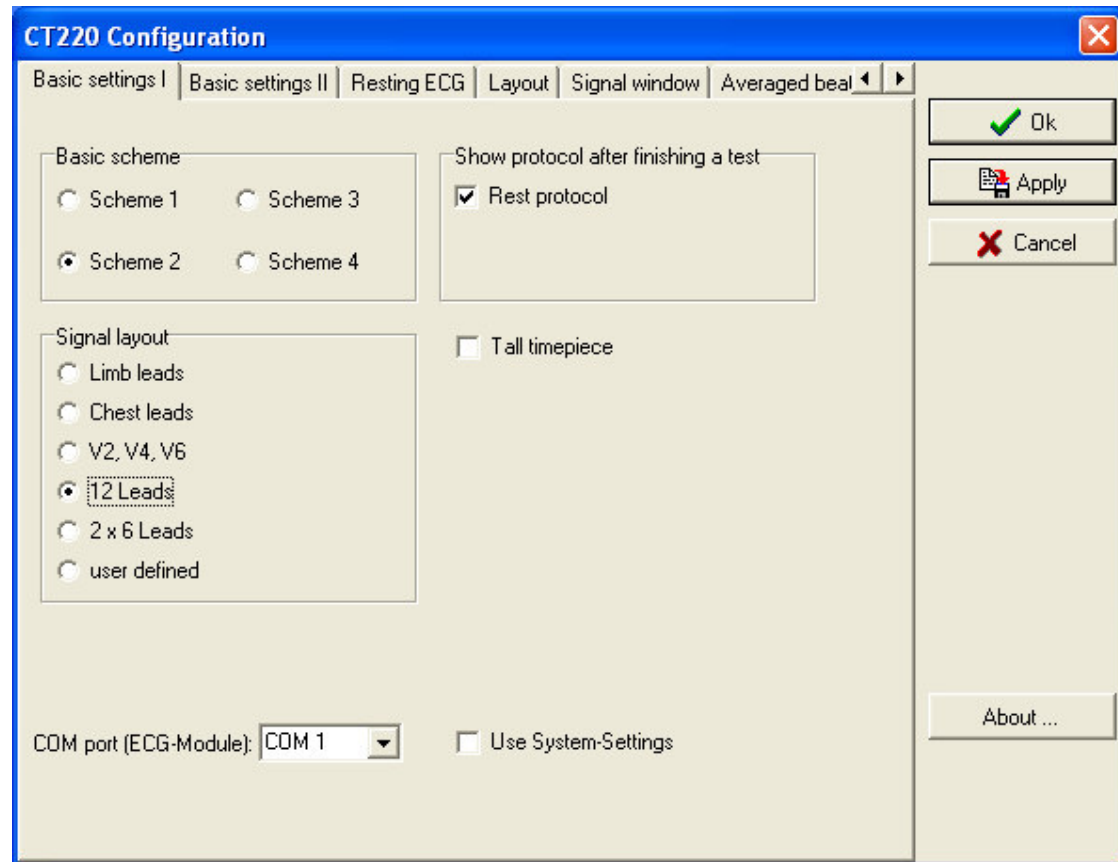 CT220 Configuration
Basic settings I
Basic settings II
Resting ECG
Layout
Signal window
Averaged beat
Ok
Apply
Cancel
Basic scheme
Scheme 1
Scheme 3
Scheme 2
Scheme 4
Show protocol after finishing a test
Rest protocol
Signal layout
Limb leads
Chest leads
V2, V4, V6
12 Leads
2 x 6 Leads
user defined
Tall timepiece
COM port (ECG-Module): COM 1
Use System-Settings
About ...